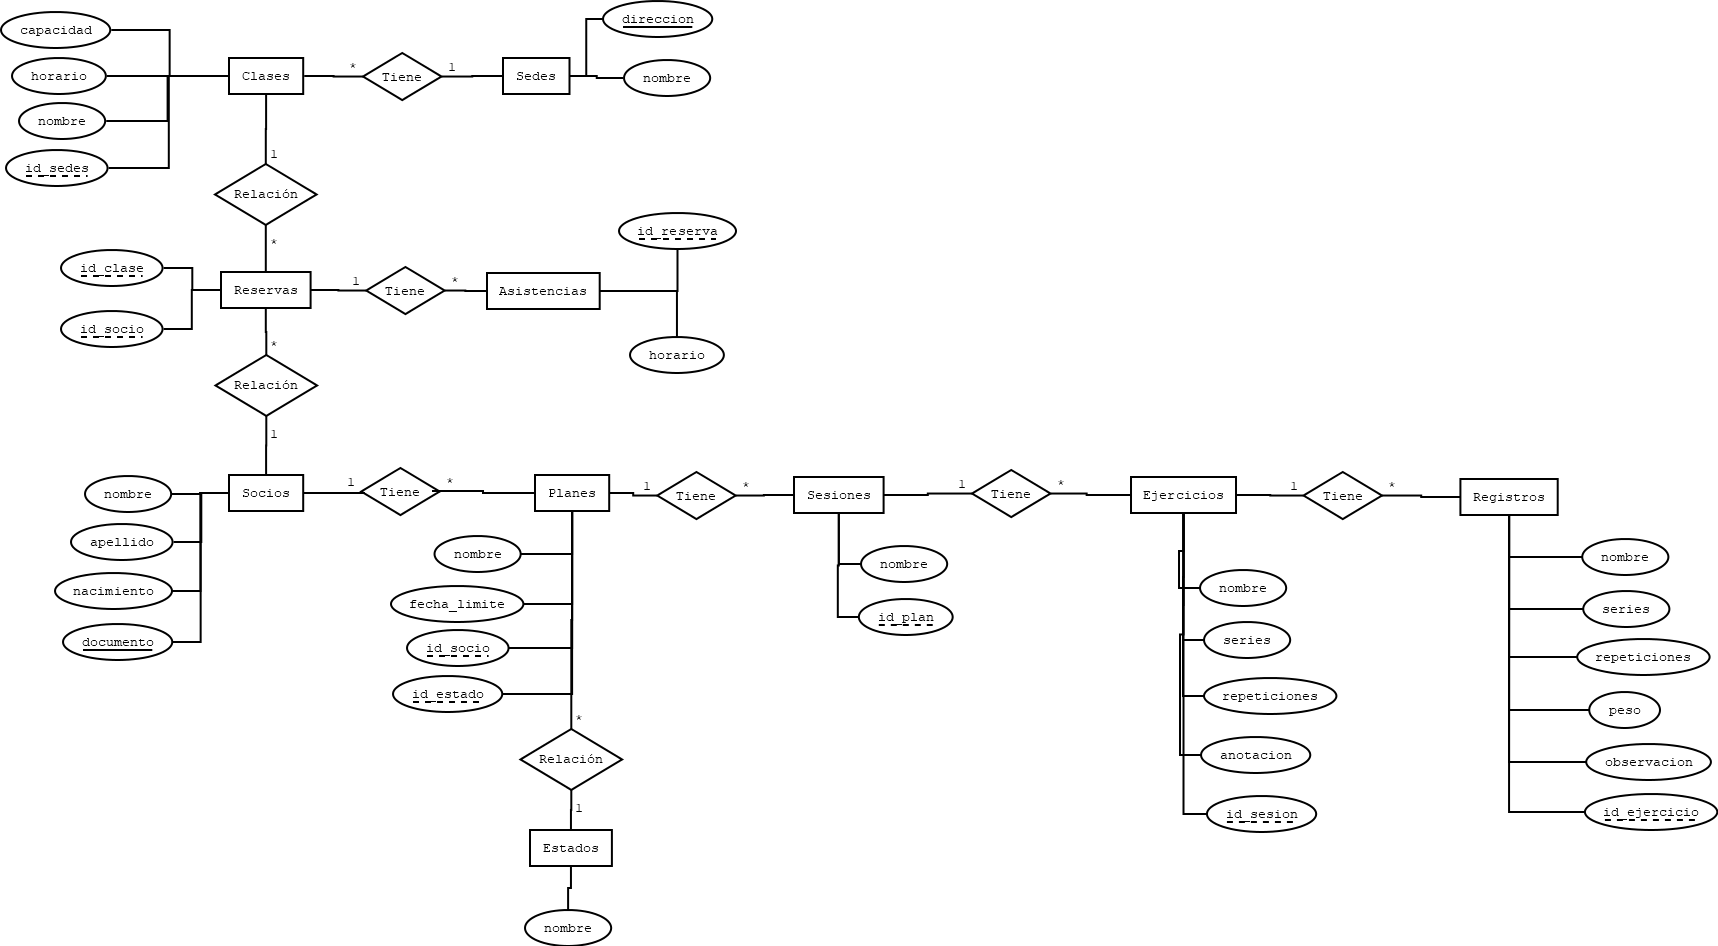 direccion
capacidad
Clases
*
Tiene
1
Sedes
horario
nombre
nombre
id_sedes
1
Relación
*
id_reserva
id_clase
Reservas
1
Tiene
*
Asistencias
id_socio
*
horario
Relación
1
Socios
1
Tiene
*
Planes
1
Tiene
*
Sesiones
1
Tiene
*
Ejercicios
1
Tiene
*
Registros
nombre
apellido
nacimiento
documento
nombre
fecha_limite
id_socio
id_estado
nombre
id_plan
nombre
series
repeticiones
anotacion
id_sesion
nombre
series
repeticiones
peso
observacion
id_ejercicio
*
Relación
1
Estados
nombre